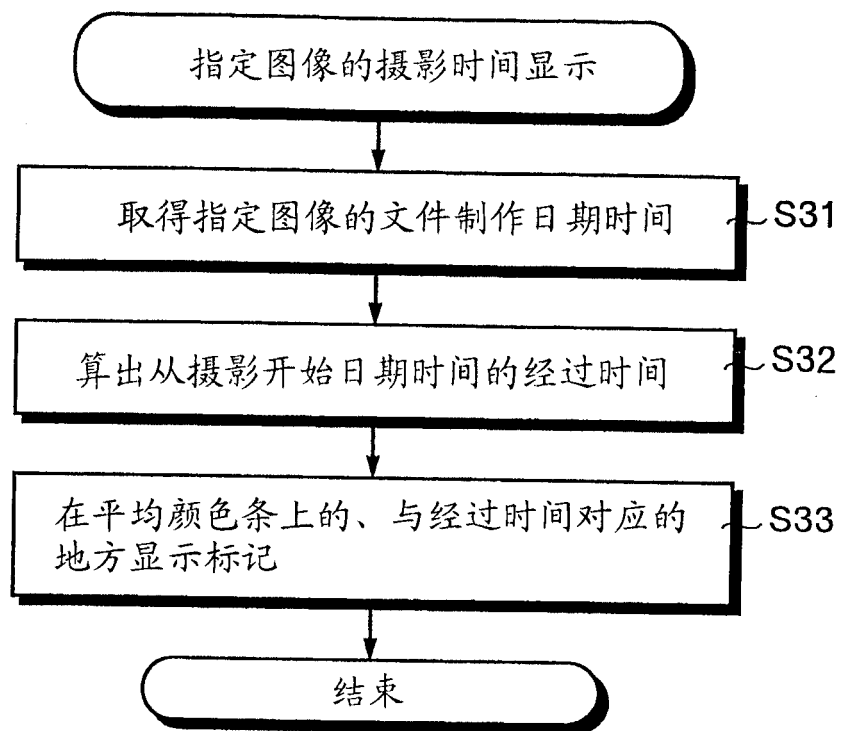 指定图像的摄影时间显示
取得指定图像的文件制作日期时间
S31
算出从摄影开始日期时间的经过时间
S32
在平均颜色条上的、与经过时间对应的
地方显示标记
S33
结束